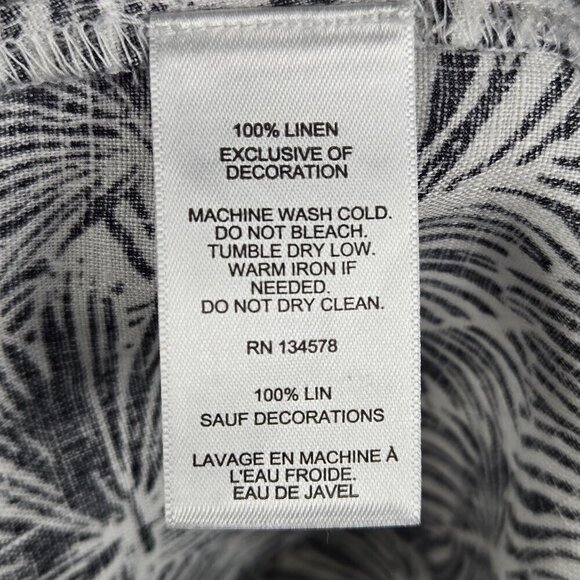 100% LINEN
EXCLUSIVE OF
DECORATION
MACHINE WASH COLD.
DO NOT BLEACH.
TUMBLE DRY LOW.
WARM IRON IF
NEEDED.
DO NOT DRY CLEAN.
RN 134578
100% LIN
SAUF DECORATIONS
LAVAGE EN MACHINE À
L'EAU FROIDE.
EAU DE JAVEL